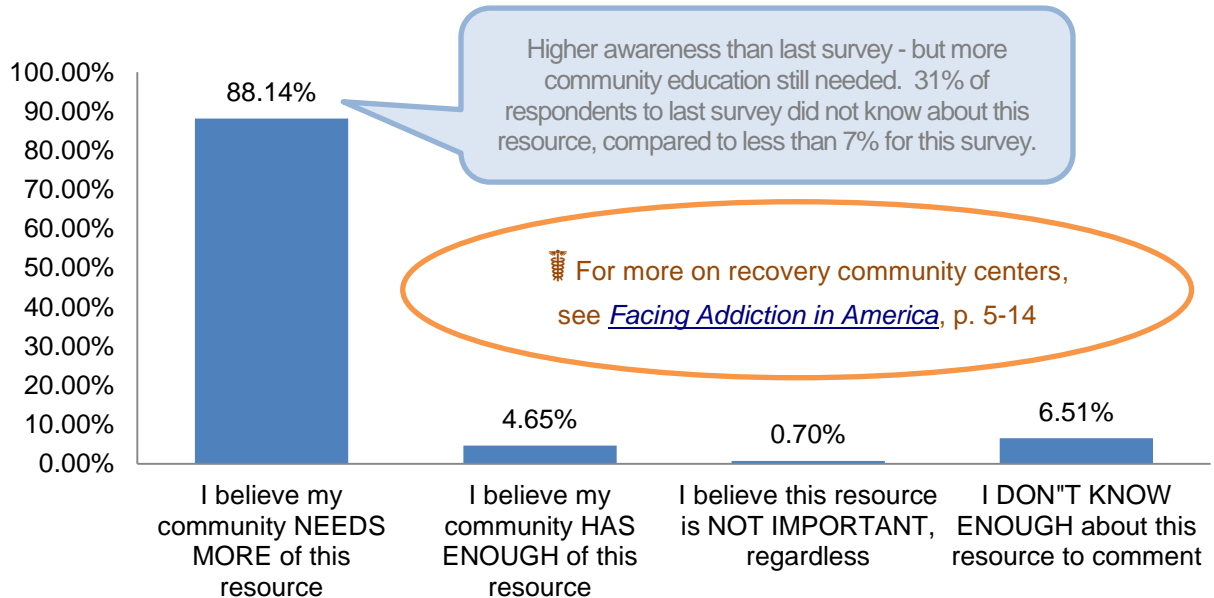 Higher awareness than last survey - but more
community education still needed. 31% of
respondents to last survey did not know about this
resource, compared to less than 7% for this survey.
100.00%
90.00%
80.00%
70.00%
60.00%
50.00%
40.00%
30.00%
20.00%
10.00%
0.00%
88.14%
For more on recovery community centers,
see Facing Addiction in America, p. 5-14
4.65%
0.70%
6.51%
I believe my
community NEEDS
MORE of this
resource
I believe my
community HAS
ENOUGH of this
resource
I believe this resource
is NOT IMPORTANT,
regardless
I DON"T KNOW
ENOUGH about this
resource to comment